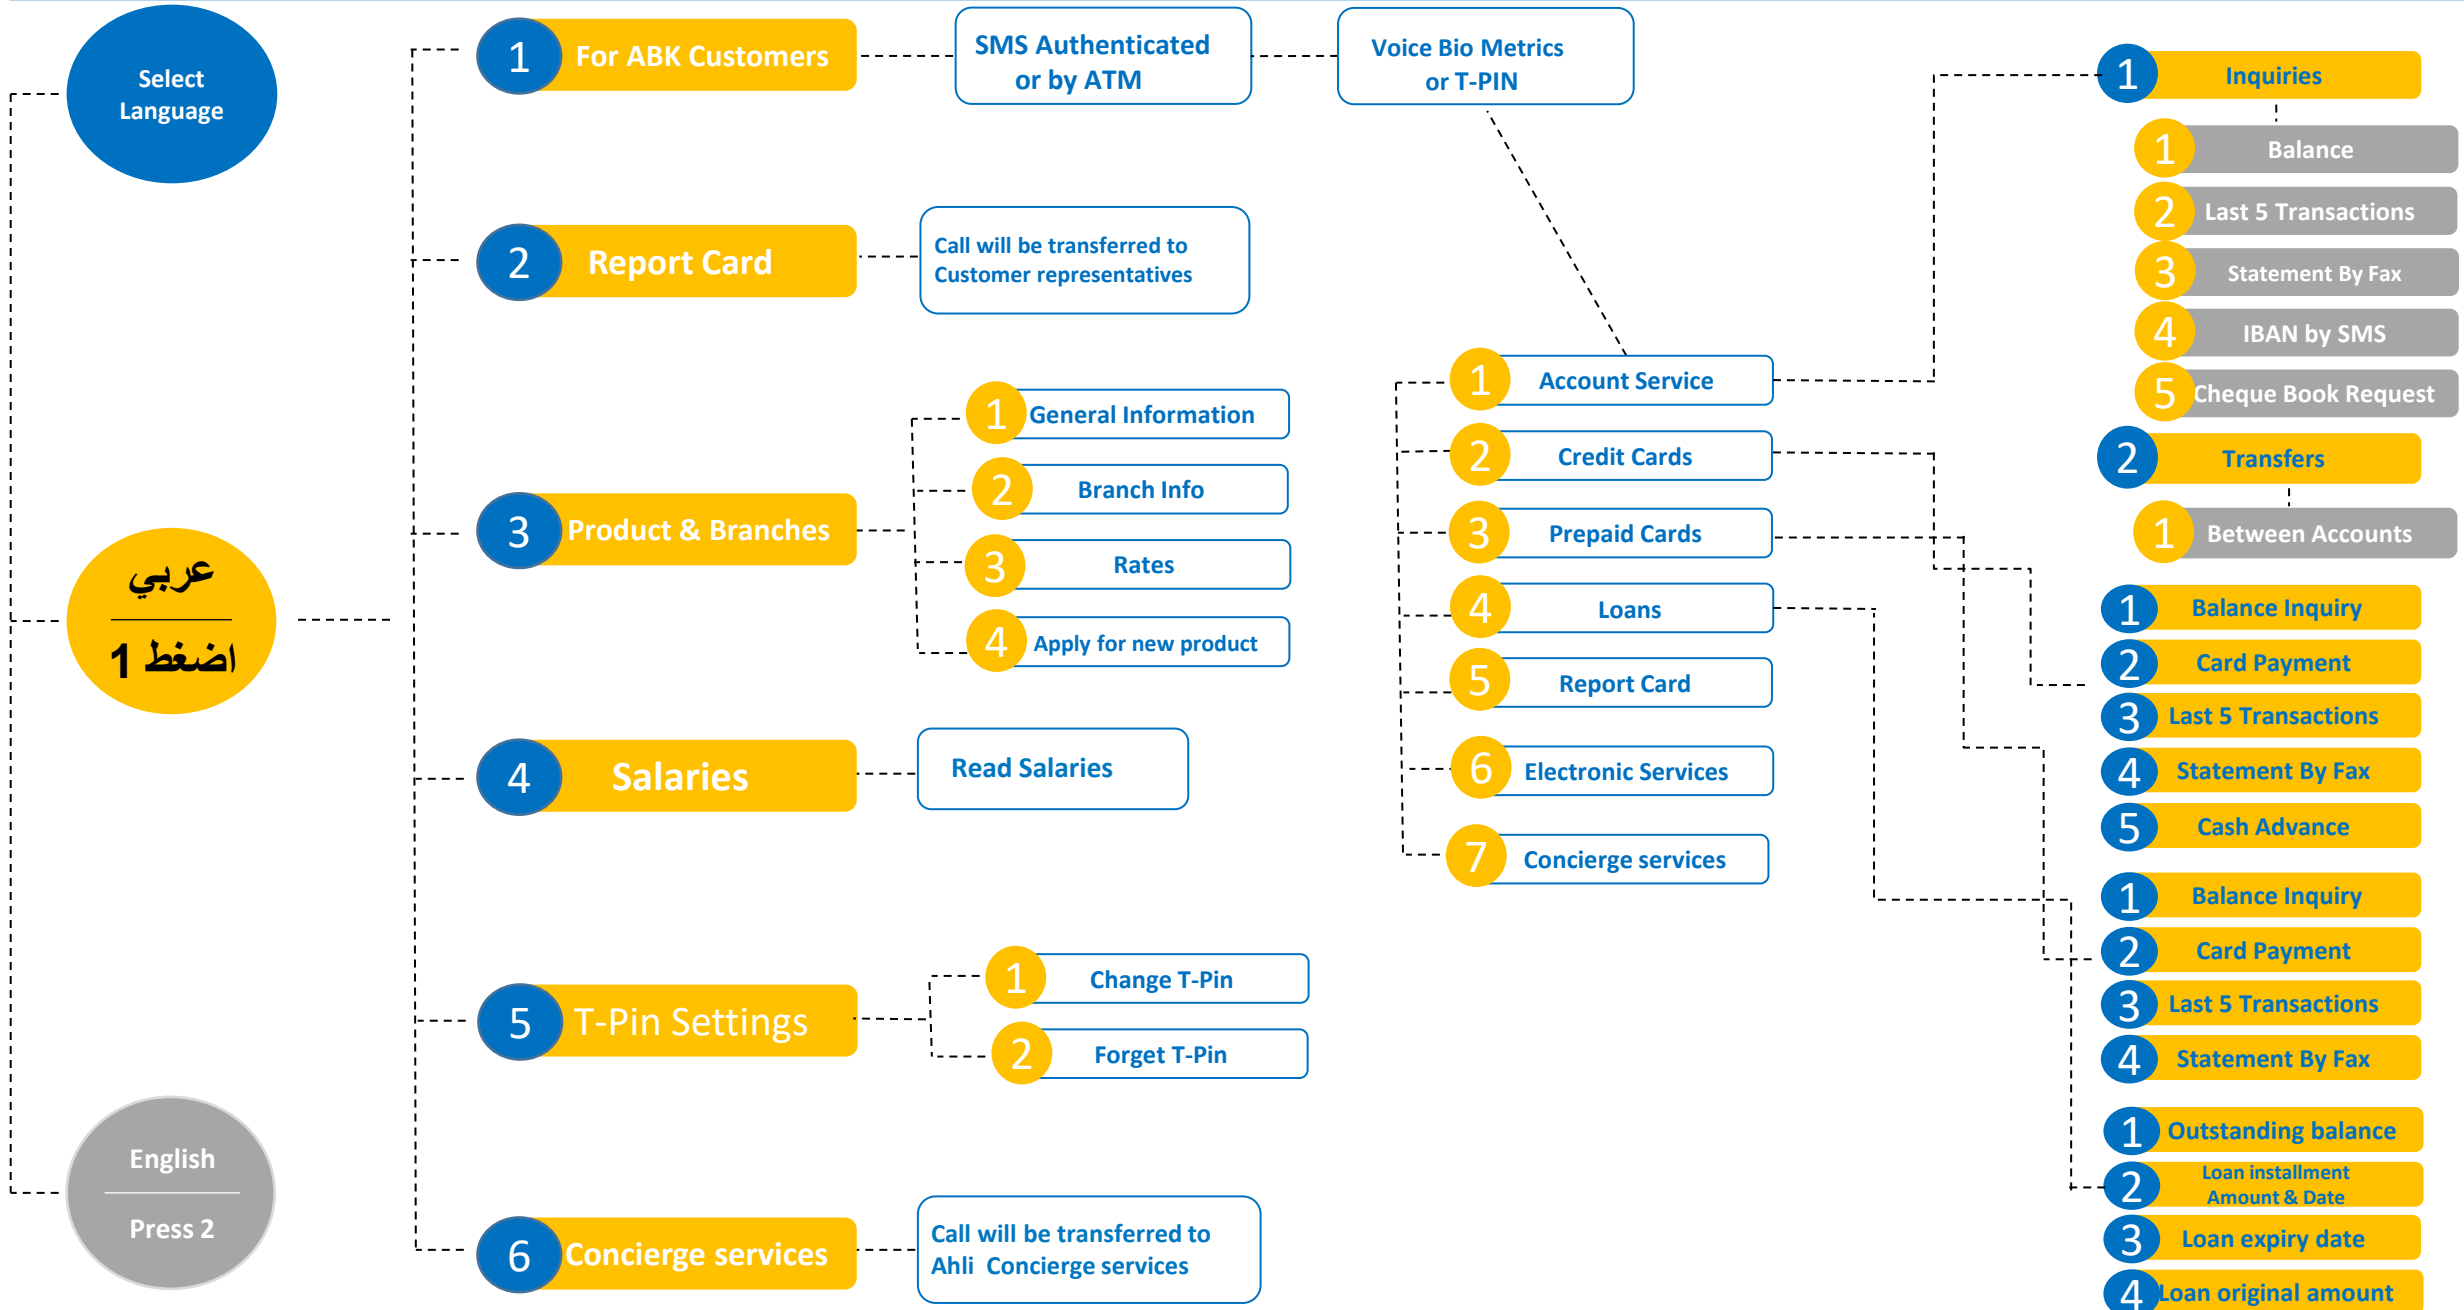 Select
Language
عربي
اضغط 1
English
Press 2
1
For ABK Customers
SMS Authenticated
or by ATM
Voice Bio Metrics
or T-PIN
2
Report Card
Call will be transferred to
Customer representatives
3
Product & Branches
1
General Information
2
Branch Info
3
Rates
4
Apply for new product
4
Salaries
Read Salaries
5
T-Pin Settings
1
Change T-Pin
2
Forget T-Pin
6
Concierge services
Call will be transferred to
Ahli Concierge services
1
Account Service
2
Credit Cards
3
Prepaid Cards
4
Loans
5
Report Card
6
Electronic Services
7
Concierge services
1
Inquiries
1
Balance
2
Last 5 Transactions
3
Statement By Fax
4
IBAN by SMS
5
Cheque Book Request
2
Transfers
1
Between Accounts
1
Balance Inquiry
2
Card Payment
3
Last 5 Transactions
4
Statement By Fax
5
Cash Advance
1
Balance Inquiry
2
Card Payment
3
Last 5 Transactions
4
Statement By Fax
1
Outstanding balance
2
Loan installment
Amount & Date
3
Loan expiry date
4
Loan original amount